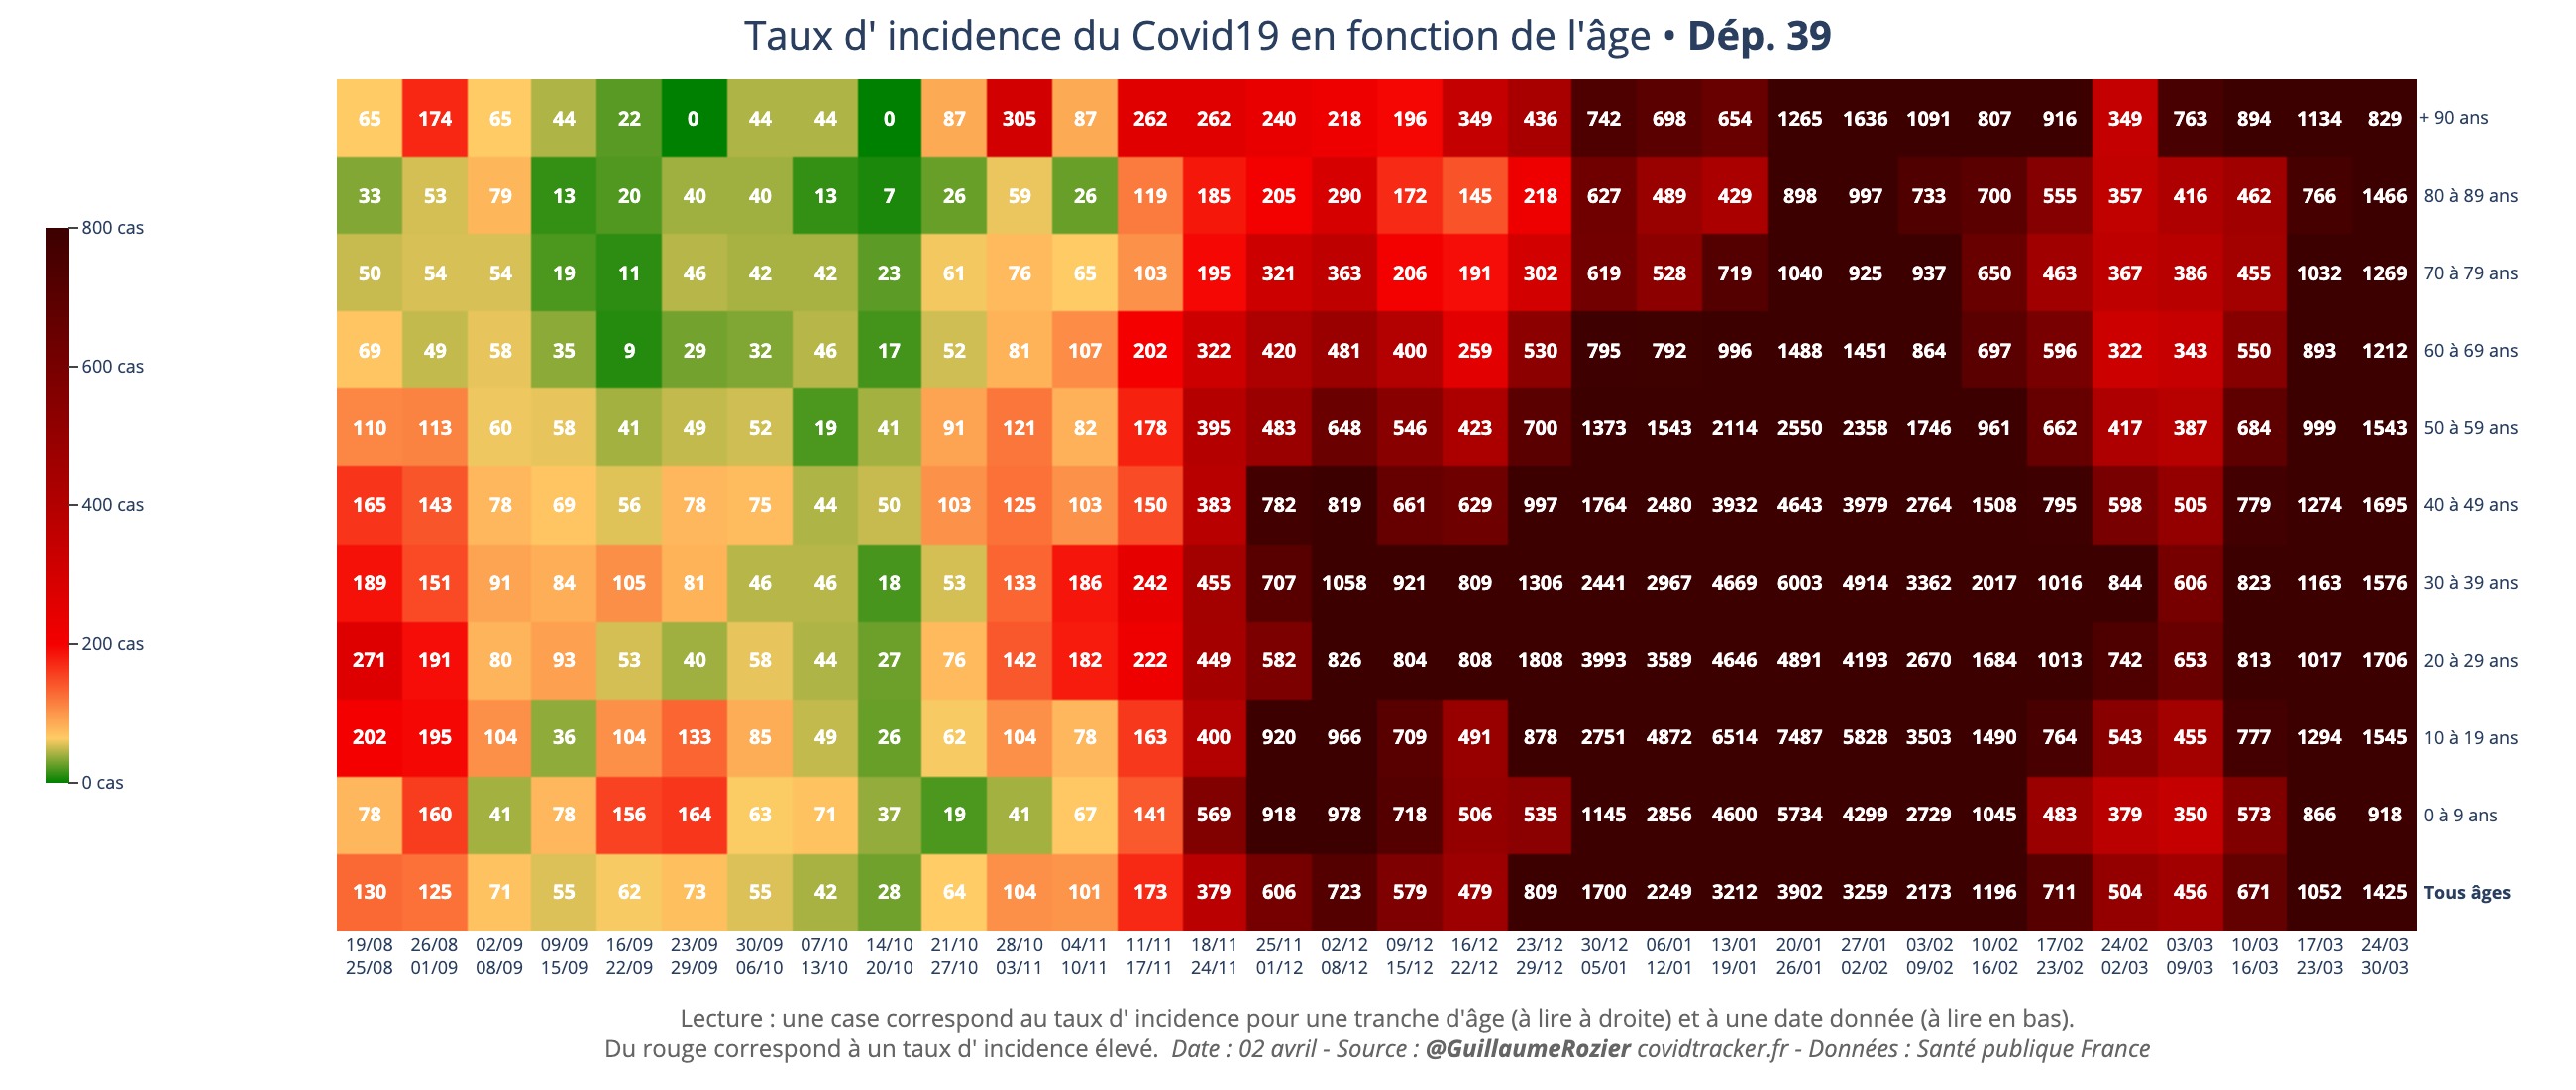 Taux d' incidence du Covid19 en fonction de l'âge • Dép. 39
800 cas
600 cas
400 cas
200 cas
0 cas
65 174 65 44 22 0 44 44 0 87 305 87 262 262 240 218 196 349 436 742 698 654 1265 1636 1091 807 916 349 763 894 1134 829 + 90 ans
33 53 79 13 20 40 40 13 7 26 59 26 119 185 205 290 172 145 218 627 489 429 898 997 733 700 555 357 416 462 766 1466 80 à 89 ans
50 54 54 19 11 46 42 42 23 61 76 65 103 195 321 363 206 191 302 619 528 719 1040 925 937 650 463 367 386 455 1032 1269 70 à 79 ans
69 49 58 35 9 29 32 46 17 52 81 107 202 322 420 481 400 259 530 795 792 996 1488 1451 864 697 596 322 343 550 893 1212 60 à 69 ans
110 113 60 58 41 49 52 19 41 91 121 82 178 395 483 648 546 423 700 1373 1543 2114 2550 2358 1746 961 662 417 387 684 999 1543 50 à 59 ans
165 143 78 69 56 78 75 44 50 103 125 103 150 383 782 819 661 629 997 1764 2480 3932 4643 3979 2764 1508 795 598 505 779 1274 1695 40 à 49 ans
189 151 91 84 105 81 46 46 18 53 133 186 242 455 707 1058 921 809 1306 2441 2967 4669 6003 4914 3362 2017 1016 844 606 823 1163 1576 30 à 39 ans
271 191 80 93 53 40 58 44 27 76 142 182 222 449 582 826 804 808 1808 3993 3589 4646 4891 4193 2670 1684 1013 742 653 813 1017 1706 20 à 29 ans
202 195 104 36 104 133 85 49 26 62 104 78 163 400 920 966 709 491 878 2751 4872 6514 7487 5828 3503 1490 764 543 455 777 1294 1545 10 à 19 ans
78 160 41 78 156 164 63 71 37 19 41 67 141 569 918 978 718 506 535 1145 2856 4600 5734 4299 2729 1045 483 379 350 573 866 918 0 à 9 ans
130 125 71 55 62 73 55 42 28 64 104 101 173 379 606 723 579 479 809 1700 2249 3212 3902 3259 2173 1196 711 504 456 671 1052 1425 Tous âges
19/08 26/08 02/09 09/09 16/09 23/09 30/09 07/10 14/10 21/10 28/10 04/11 11/11 18/11 25/11 02/12 09/12 16/12 23/12 30/12 06/01 13/01 20/01 27/01 03/02 10/02 17/02 24/02 03/03 10/03 17/03 24/03
25/08 01/09 08/09 15/09 22/09 29/09 06/10 13/10 20/10 27/10 03/11 10/11 17/11 24/11 01/12 08/12 15/12 22/12 29/12 05/01 12/01 19/01 26/01 02/02 09/02 16/02 23/02 02/03 09/03 16/03 23/03 30/03
Lecture : une case correspond au taux d' incidence pour une tranche d'âge (à lire à droite) et à une date donnée (à lire en bas).
Du rouge correspond à un taux d' incidence élevé. Date : 02 avril - Source : @GuillaumeRozier covidtracker.fr - Données : Santé publique France